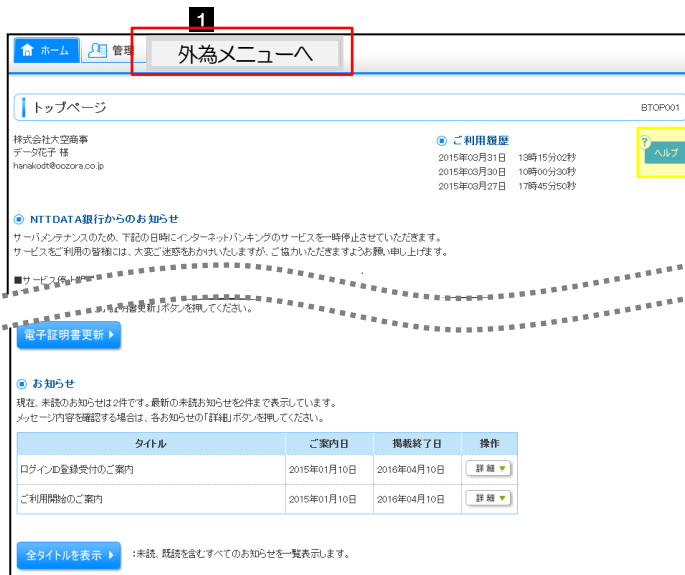 1
ホーム 管理 外為メニューへ
トップページ BTOP001
株式会社大空商事
データ花子 様
hanakodt@oozora.co.jp
ご利用履歴
2015年03月31日 13時15分02秒
2015年03月30日 10時00分30秒
2015年03月27日 17時45分50秒
? ヘルプ
NTTDATA銀行からのお知らせ
サーバメンテナンスのため、下記の日時にインターネットバンキングのサービスを一時停止させていただきます。
サービスをご利用の皆様には、大変ご迷惑をおかけいたしますが、ご協力いただきますようお願い申し上げます。
■サービス停止
書更新」ボタンを押してください。
電子証明書更新
お知らせ
現在、未読のお知らせは2件です。最新の未読お知らせを2件まで表示しています。
メッセージ内容を確認する場合は、各お知らせの「詳細」ボタンを押してください。
タイトル ご案内日 掲載終了日 操作
ログインID登録受付のご案内 2015年01月10日 2016年04月10日 詳細▼
ご利用開始のご案内 2015年01月10日 2016年04月10日 詳細▼
全タイトルを表示 :未読、既読を含むすべてのお知らせを一覧表示します。